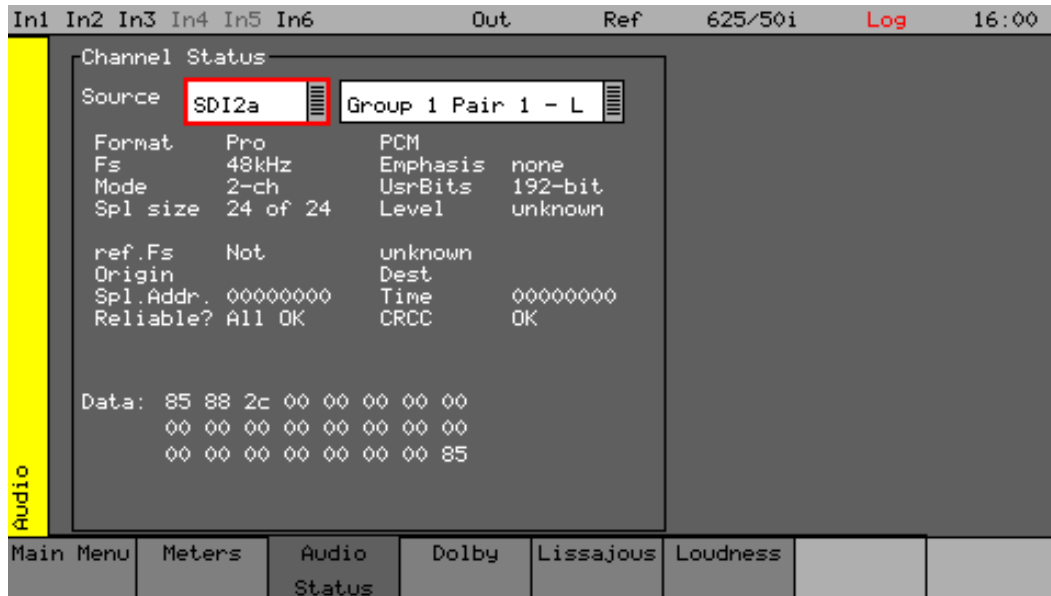 In1 In2 In3 In4 In5 In6 Out Ref 625/50i Log 16:00
Channel Status
Source SDI2a Group 1 Pair 1 - L
Format Pro PCM
Fs 48kHz Emphasis none
Mode 2-ch UsrBits 192-bit
Spl size 24 of 24 Level unknown
ref.Fs Not unknown
Origin Dest
Spl.Addr. 00000000 Time 00000000
Reliable? All OK CRCC OK
Data: 85 88 2c 00 00 00 00 00
00 00 00 00 00 00 00 00
00 00 00 00 00 00 00 85
Audio
Main Menu Meters Audio Status Dolby Lissajous Loudness